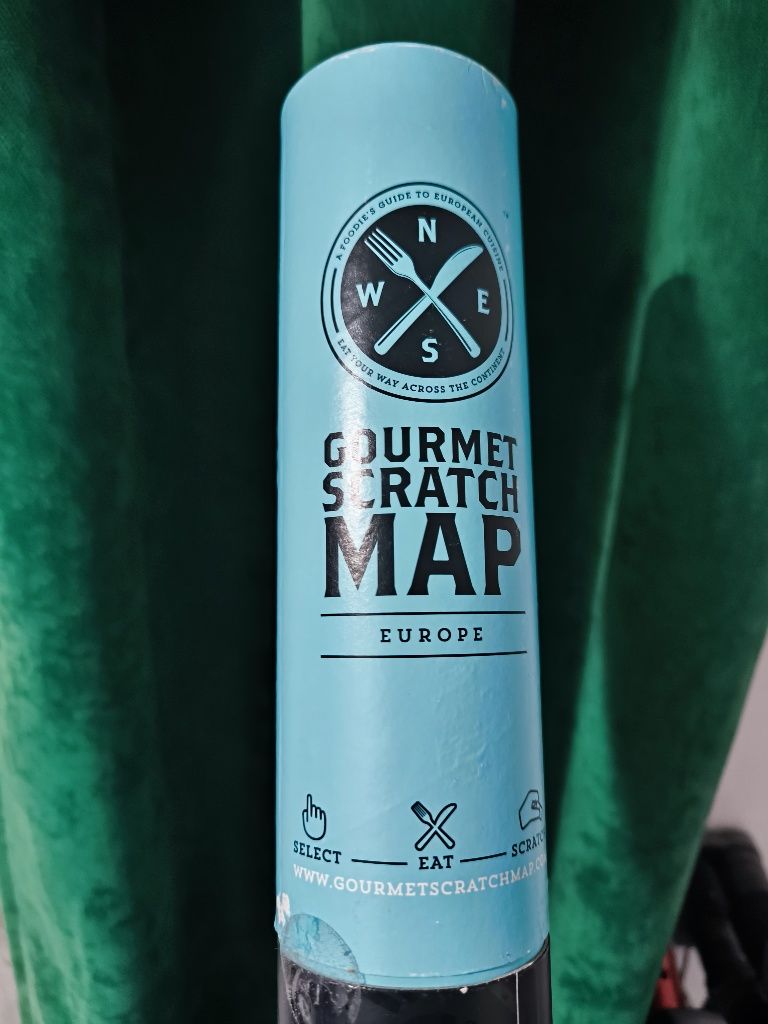 A FOODIE'S GUIDE TO EUROPEAN CUISINE
N
W E
S
EAT YOUR WAY ACROSS THE CONTINENT
GOURMET
SCRATCH
MAP
EUROPE
SELECT EAT SCRATCH
WWW.GOURMETSCRATCHMAP.CO